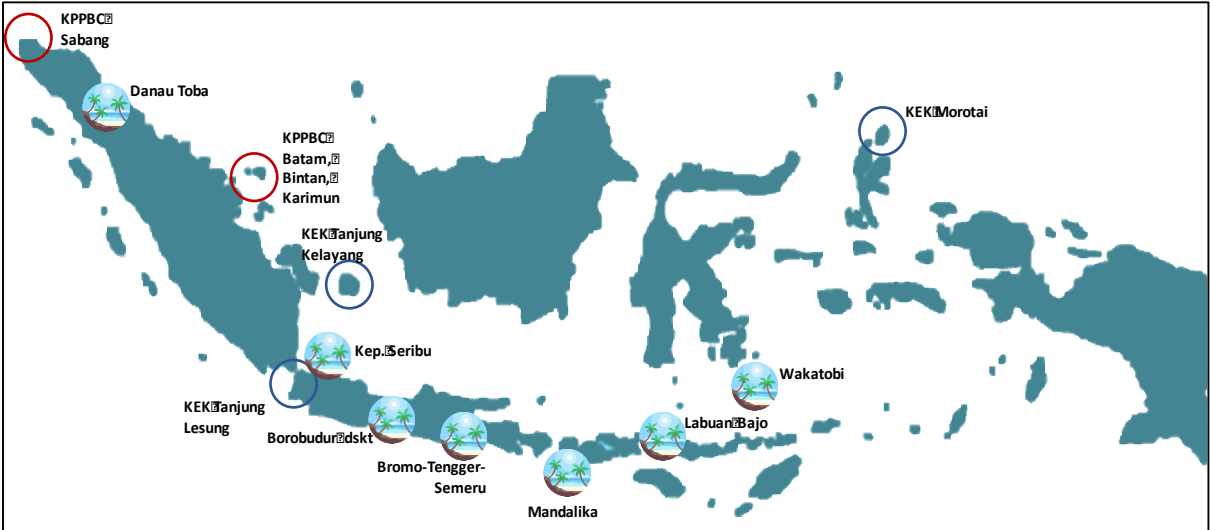 KPPBC
Sabang
Danau Toba
KPPBC
Batam,
Bintan,
Karimun
KEK Morotai
KEK Tanjung
Kelayang
Kep. Seribu
KEK Tanjung
Lesung
Borobudur dskt
Bromo-Tengger-
Semeru
Mandalika
Labuan Bajo
Wakatobi